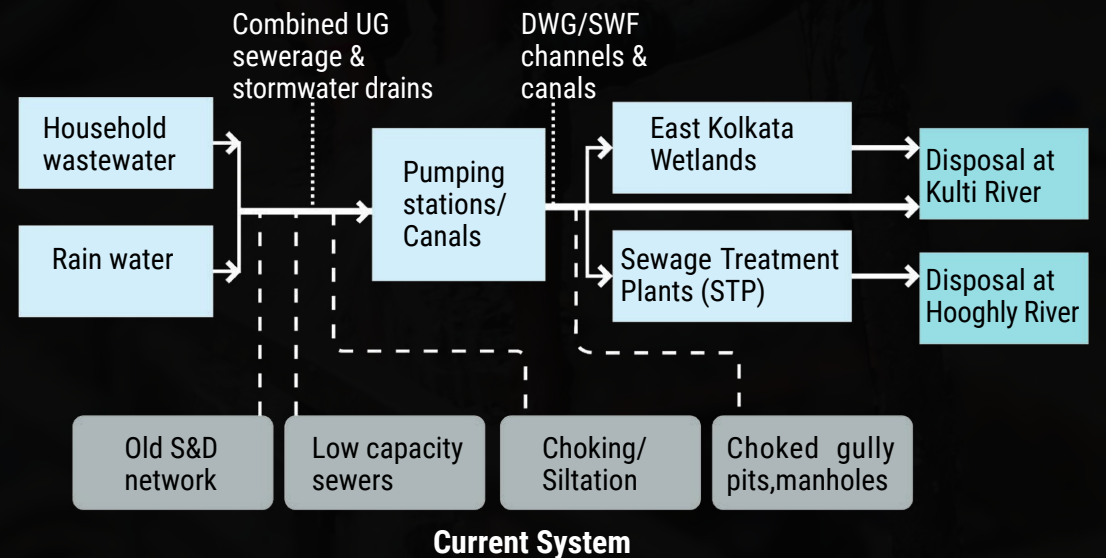 Combined UG
sewerage &
stormwater drains
DWG/SWF
channels &
canals
Household
wastewater
Rain water
Pumping
stations/
Canals
East Kolkata
Wetlands
Sewage Treatment
Plants (STP)
Disposal at
Kulti River
Disposal at
Hooghly River
Old S&D
network
Low capacity
sewers
Choking/
Siltation
Choked gully
pits,manholes
Current System